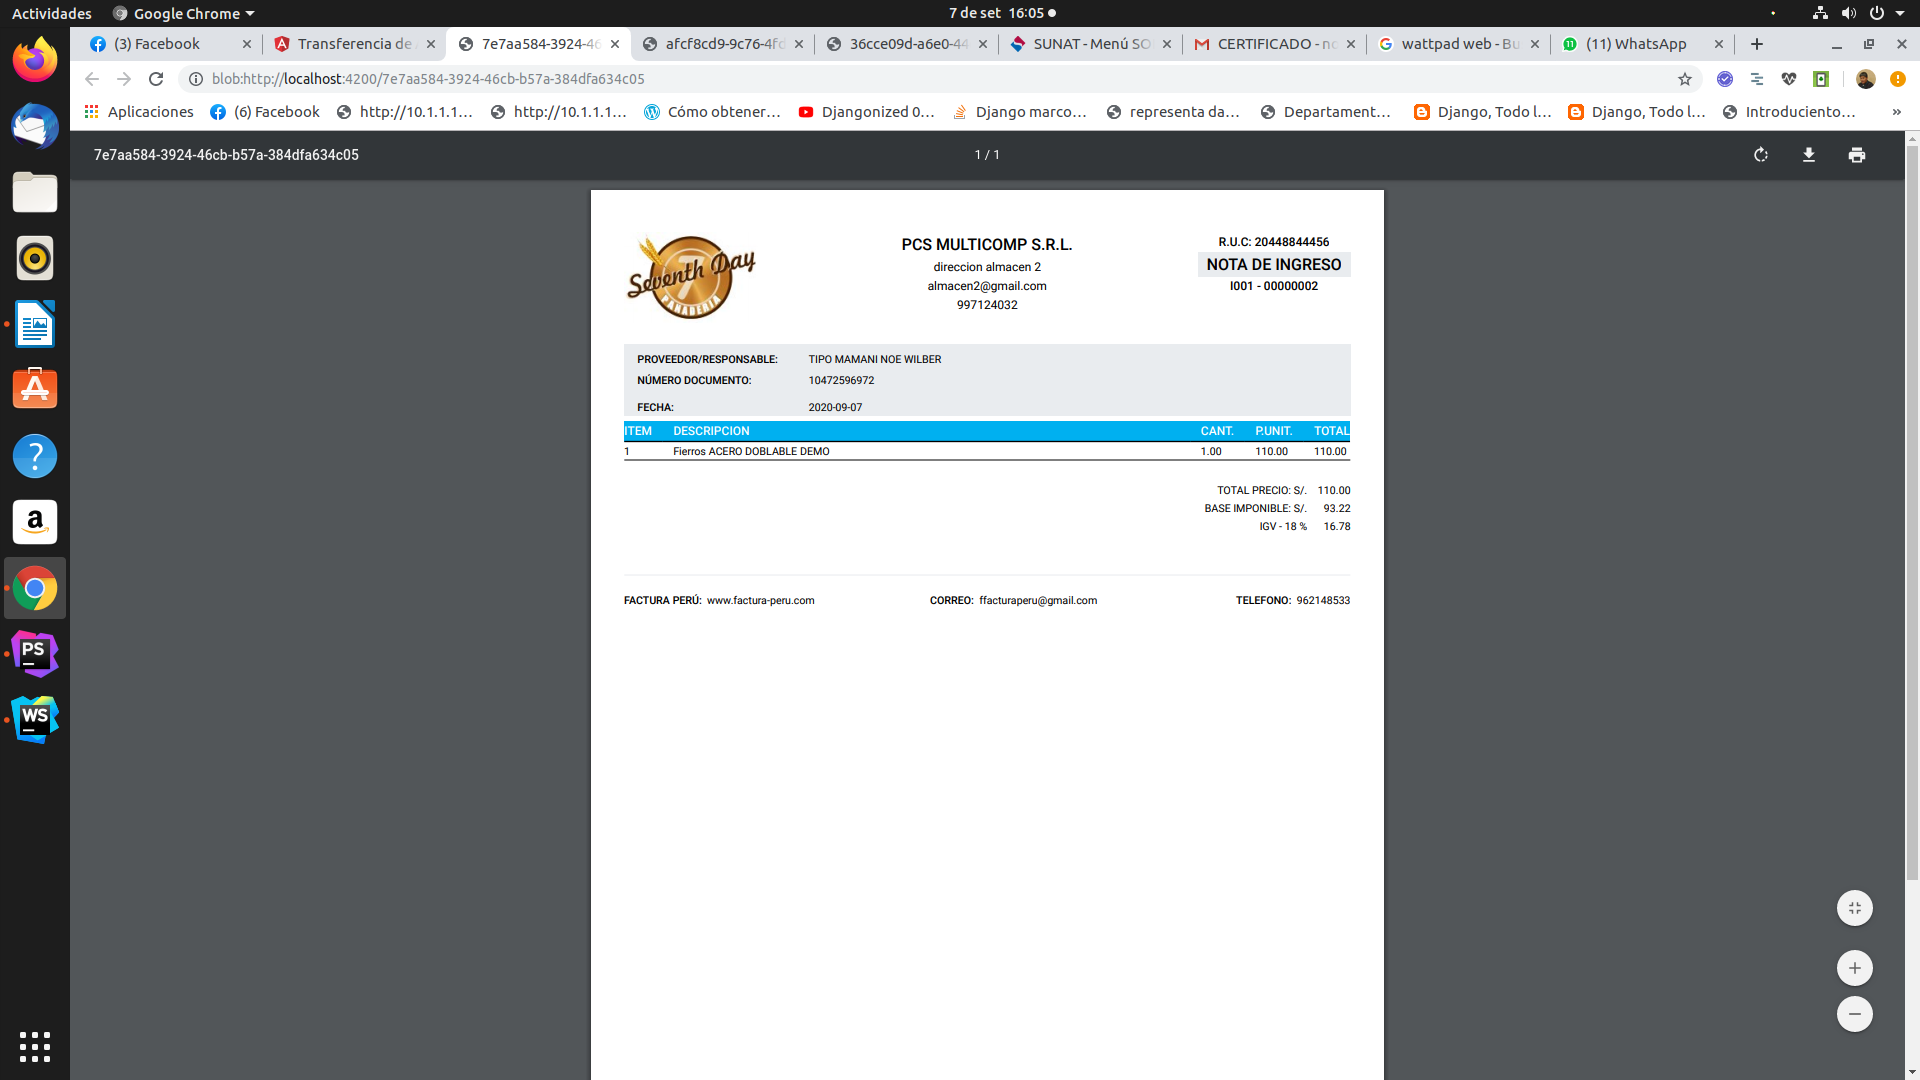 Actividades
Google Chrome
7 de set 16:05
(3) Facebook
Transferencia de
7e7aa584-3924-46
afcf8cd9-9c76-4fd
36cce09d-a6e0-44
SUNAT - Menú SO
CERTIFICADO - no
wattpad web - Bu
(11) WhatsApp
blob:http://localhost:4200/7e7aa584-3924-46cb-b57a-384dfa634c05
Aplicaciones
(6) Facebook
http://10.1.1.1...
http://10.1.1.1...
Cómo obtener...
Djangonized 0...
Django marco...
representa da...
Departament...
Django, Todo l...
Django, Todo l...
Introduciento...
»
7e7aa584-3924-46cb-b57a-384dfa634c05
1 / 1
Seventh Day
7
PANADERIA
PCS MULTICOMP S.R.L.
direccion almacen 2
almacen2@gmail.com
997124032
R.U.C: 20448844456
NOTA DE INGRESO
I001 - 00000002
PROVEEDOR/RESPONSABLE: TIPO MAMANI NOE WILBER
NÚMERO DOCUMENTO: 10472596972
FECHA: 2020-09-07
ITEM DESCRIPCION CANT. P.UNIT. TOTAL
1 Fierros ACERO DOBLABLE DEMO 1.00 110.00 110.00
TOTAL PRECIO: S/. 110.00
BASE IMPONIBLE: S/. 93.22
IGV - 18 % 16.78
FACTURA PERÚ: www.factura-peru.com CORREO: ffacturaperu@gmail.com TELEFONO: 962148533
A
?
a
PS
WS